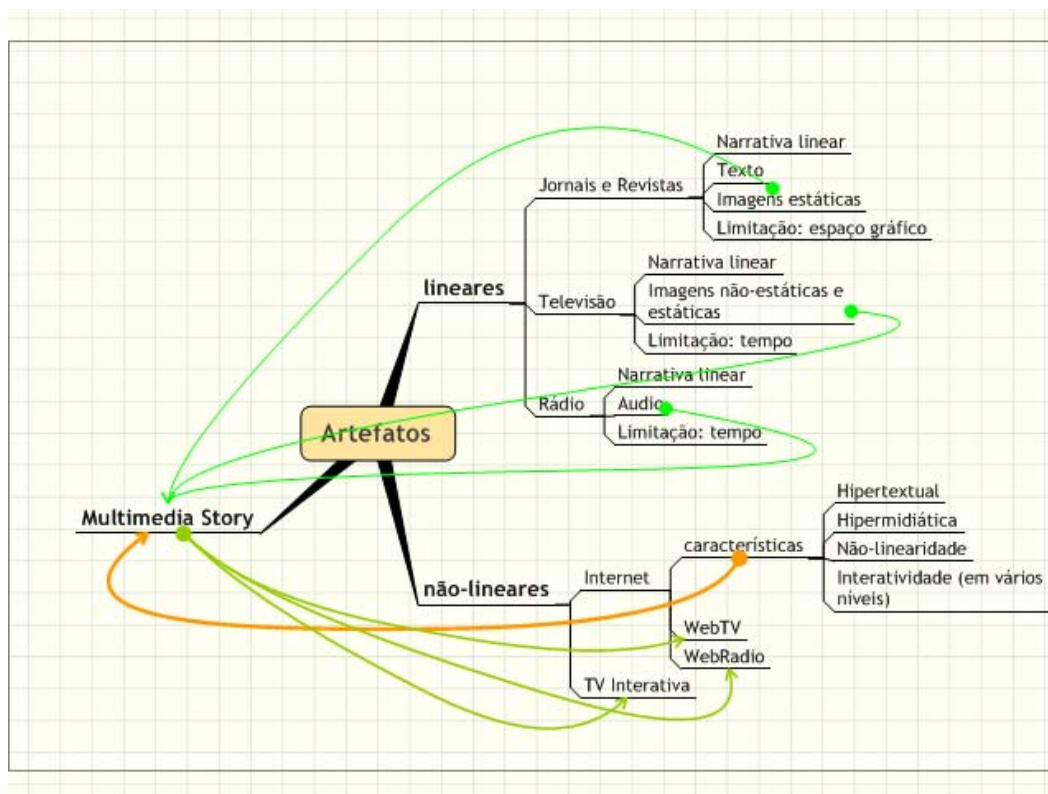 Artefatos
lineares
Jornais e Revistas
Narrativa linear
Texto
Imagens estáticas
Limitação: espaço gráfico
Televisão
Narrativa linear
Imagens não-estáticas e
estáticas
Limitação: tempo
Rádio
Narrativa linear
Audio
Limitação: tempo
Multimedia Story
não-lineares
Internet
características
Hipertextual
Hipermidiática
Não-linearidade
Interatividade (em vários
níveis)
WebTV
WebRadio
TV Interativa